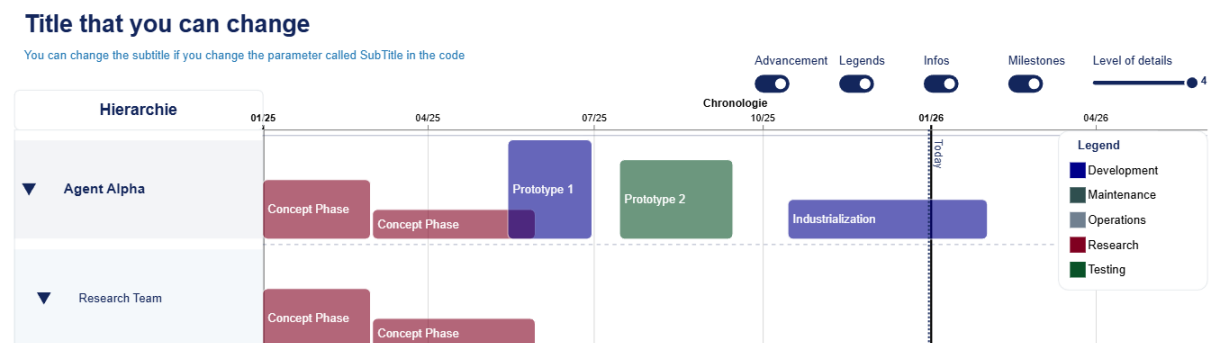 Title that you can change
You can change the subtitle if you change the parameter called SubTitle in the code
Advancement Legends Infos Milestones Level of details
4
Hierarchie
Chronologie
01/25 04/25 07/25 10/25 01/26 04/26
Today
Legend
Development
Maintenance
Operations
Research
Testing
Agent Alpha
Concept Phase
Concept Phase
Prototype 1
Prototype 2
Industrialization
Research Team
Concept Phase
Concept Phase